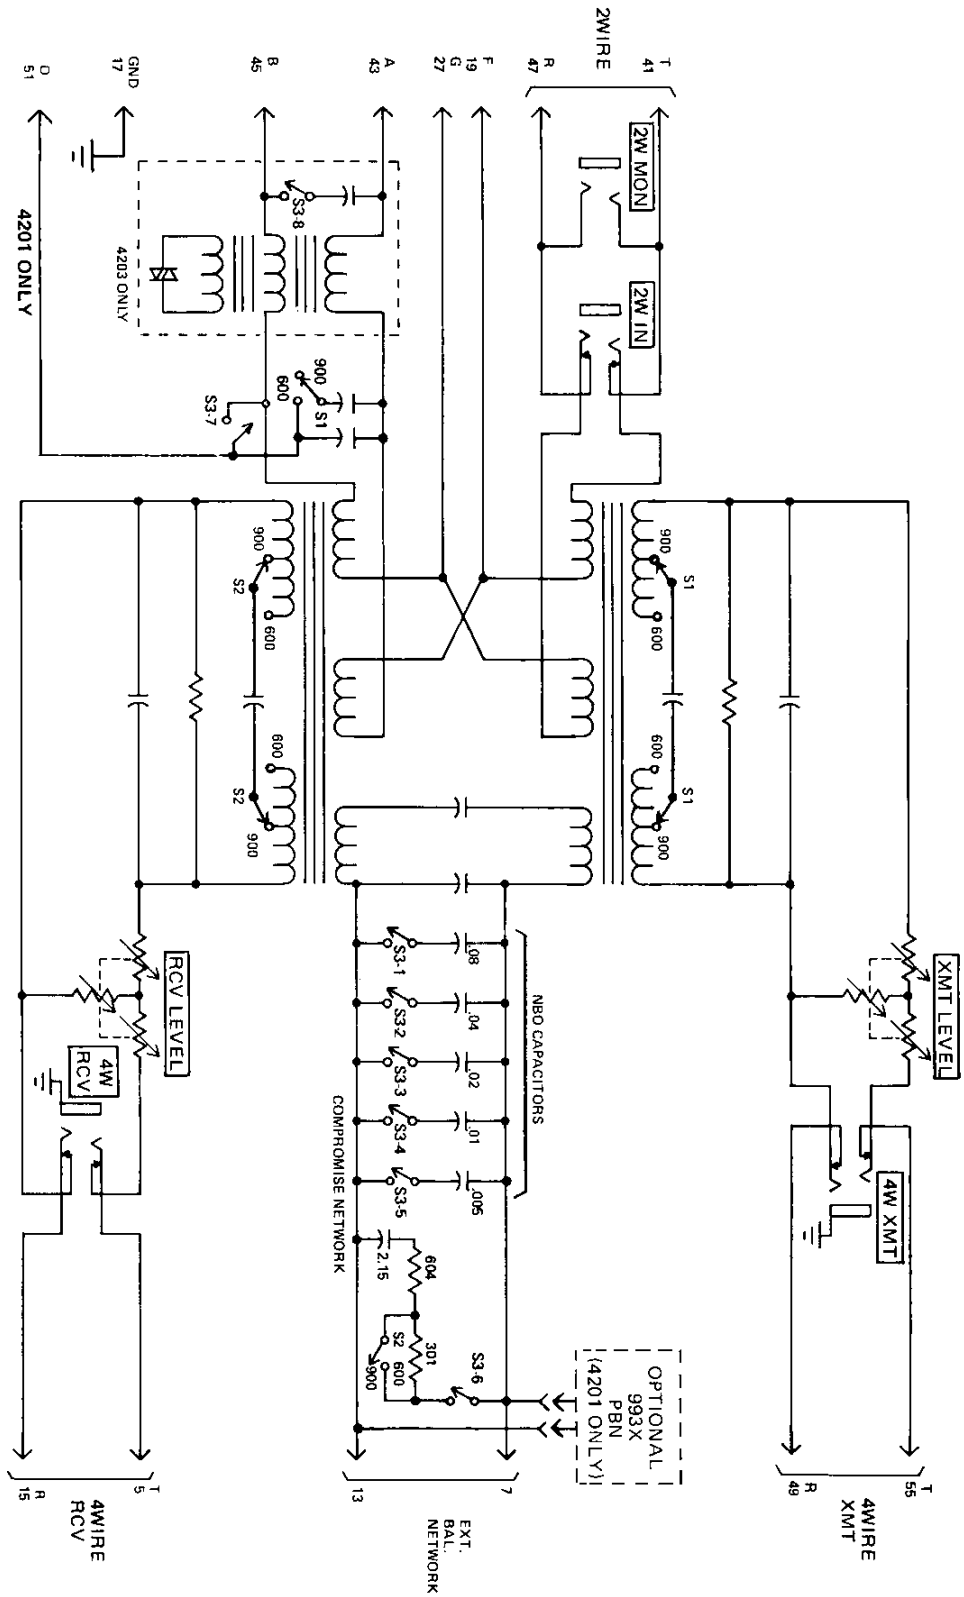 2WIRE
T
41
R
47
F
19
G
27
A
43
B
45
GND
17
D
51
2W MON
2W IN
S3-8
4203 ONLY
4201 ONLY
900
600
S1
S3-7
900
S1
600
600
S1
900
900
S2
600
600
S2
900
XMT LEVEL
RCV LEVEL
4W XMT
4W
RCV
NBO CAPACITORS
.08
.04
.02
.01
.005
S3-1
S3-2
S3-3
S3-4
S3-5
COMPROMISE NETWORK
2.15
604
301
S2
600
900
S3-6
OPTIONAL
993X
PBN
(4201 ONLY)
T
55
R
49
4WIRE
XMT
7
13
EXT.
BAL.
NETWORK
T
5
R
15
4WIRE
RCV